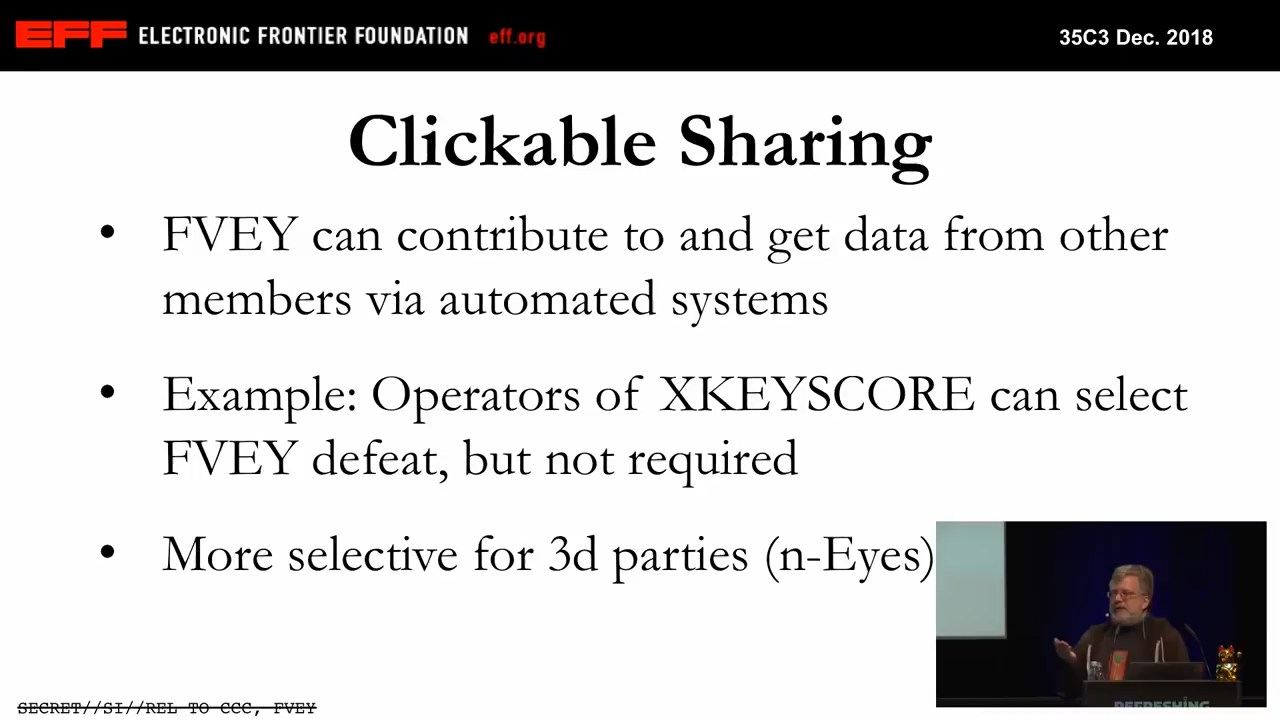 EFF ELECTRONIC FRONTIER FOUNDATION eff.org
35C3 Dec. 2018
Clickable Sharing
• FVEY can contribute to and get data from other
members via automated systems
• Example: Operators of XKEYSCORE can select
FVEY defeat, but not required
• More selective for 3d parties (n-Eyes)
REFRESHING
SECRET//SI//REL TO CCC, FVEY